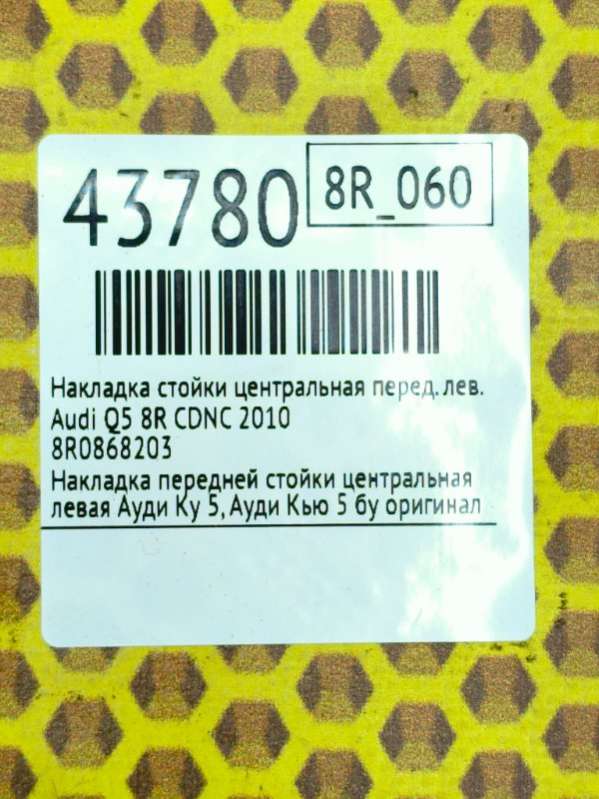 43780
8R_060
Накладка стойки центральная перед. лев.
Audi Q5 8R CDNC 2010
8R0868203
Накладка передней стойки центральная
левая Ауди Ку 5, Ауди Кью 5 бу оригинал